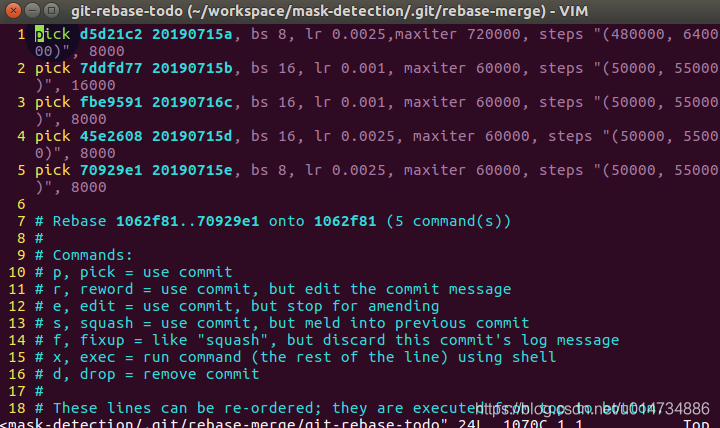 git-rebase-todo (~/workspace/mask-detection/.git/rebase-merge) - VIM
1 pick d5d21c2 20190715a, bs 8, lr 0.0025,maxiter 720000, steps "(480000, 6400
00)", 8000
2 pick 7ddfd77 20190715b, bs 16, lr 0.001, maxiter 60000, steps "(50000, 55000
)", 16000
3 pick fbe9591 20190716c, bs 16, lr 0.001, maxiter 60000, steps "(50000, 55000
)", 8000
4 pick 45e2608 20190715d, bs 16, lr 0.0025, maxiter 60000, steps "(50000, 5500
0)", 8000
5 pick 70929e1 20190715e, bs 8, lr 0.0025, maxiter 60000, steps "(50000, 55000
)", 8000
6
7 # Rebase 1062f81..70929e1 onto 1062f81 (5 command(s))
8 #
9 # Commands:
10 # p, pick = use commit
11 # r, reword = use commit, but edit the commit message
12 # e, edit = use commit, but stop for amending
13 # s, squash = use commit, but meld into previous commit
14 # f, fixup = like "squash", but discard this commit's log message
15 # x, exec = run command (the rest of the line) using shell
16 # d, drop = remove commit
17 #
18 # These lines can be re-ordered; they are executed from top to bottom.
https://blog.csdn.net/u014734886
<mask-detection/.git/rebase-merge/git-rebase-todo" 24L, 1070C 1,1 Top